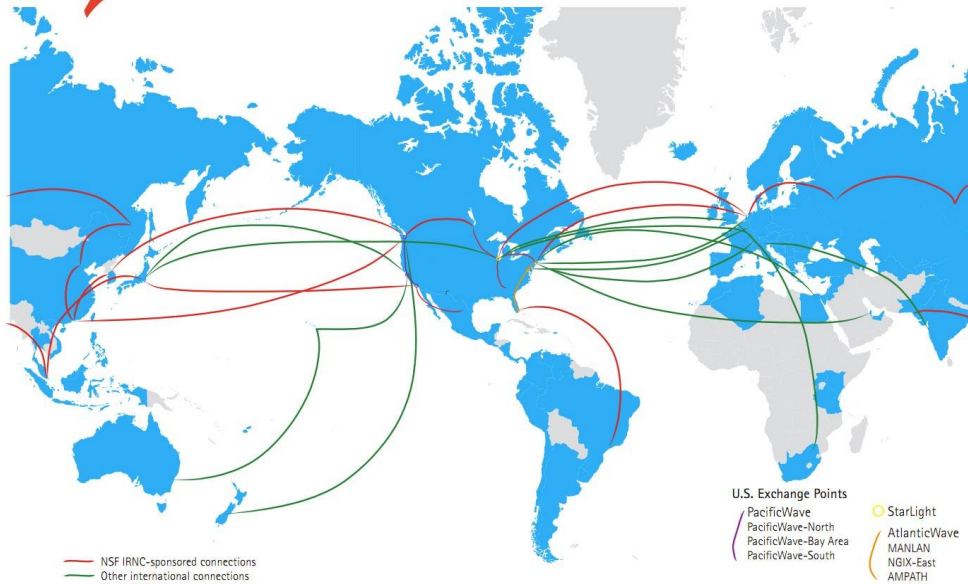 U.S. Exchange Points
PacificWave
PacificWave-North
PacificWave-Bay Area
PacificWave-South
StarLight
AtlanticWave
MANLAN
NGIX-East
AMPATH
NSF IRNC-sponsored connections
Other international connections